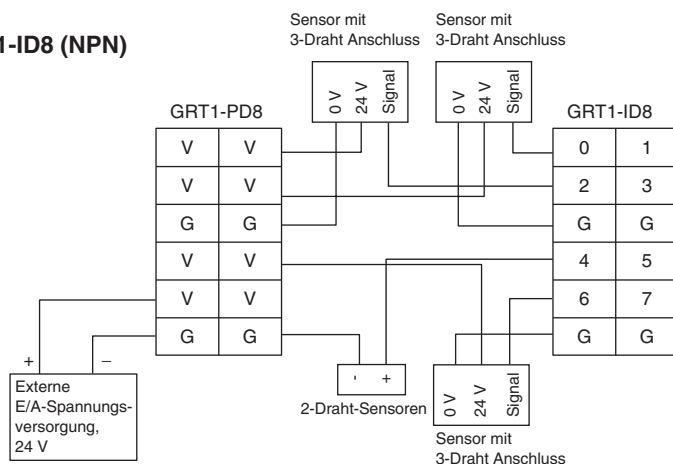 1-ID8 (NPN)
Sensor mit
3-Draht Anschluss
Sensor mit
3-Draht Anschluss
0 V
24 V
Signal
0 V
24 V
Signal
GRT1-PD8
GRT1-ID8
V V
V V
G G
V V
V V
G G
0 1
2 3
G G
4 5
6 7
G G
+ –
Externe
E/A-Spannungs-
versorgung,
24 V
- +
2-Draht-Sensoren
0 V
24 V
Signal
Sensor mit
3-Draht Anschluss